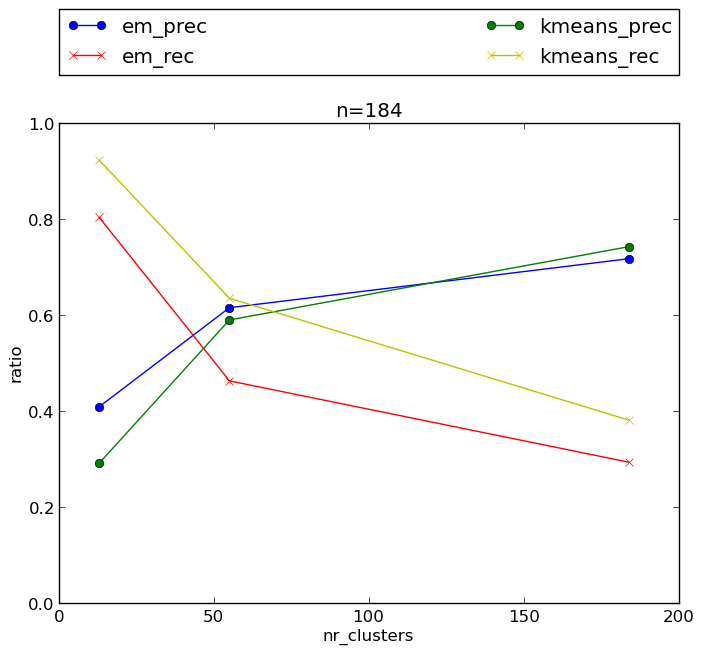 em_prec kmeans_prec
em_rec kmeans_rec
n=184
1.0
0.8
0.6
0.4
0.2
0.0
ratio
0 50 100 150 200
nr_clusters